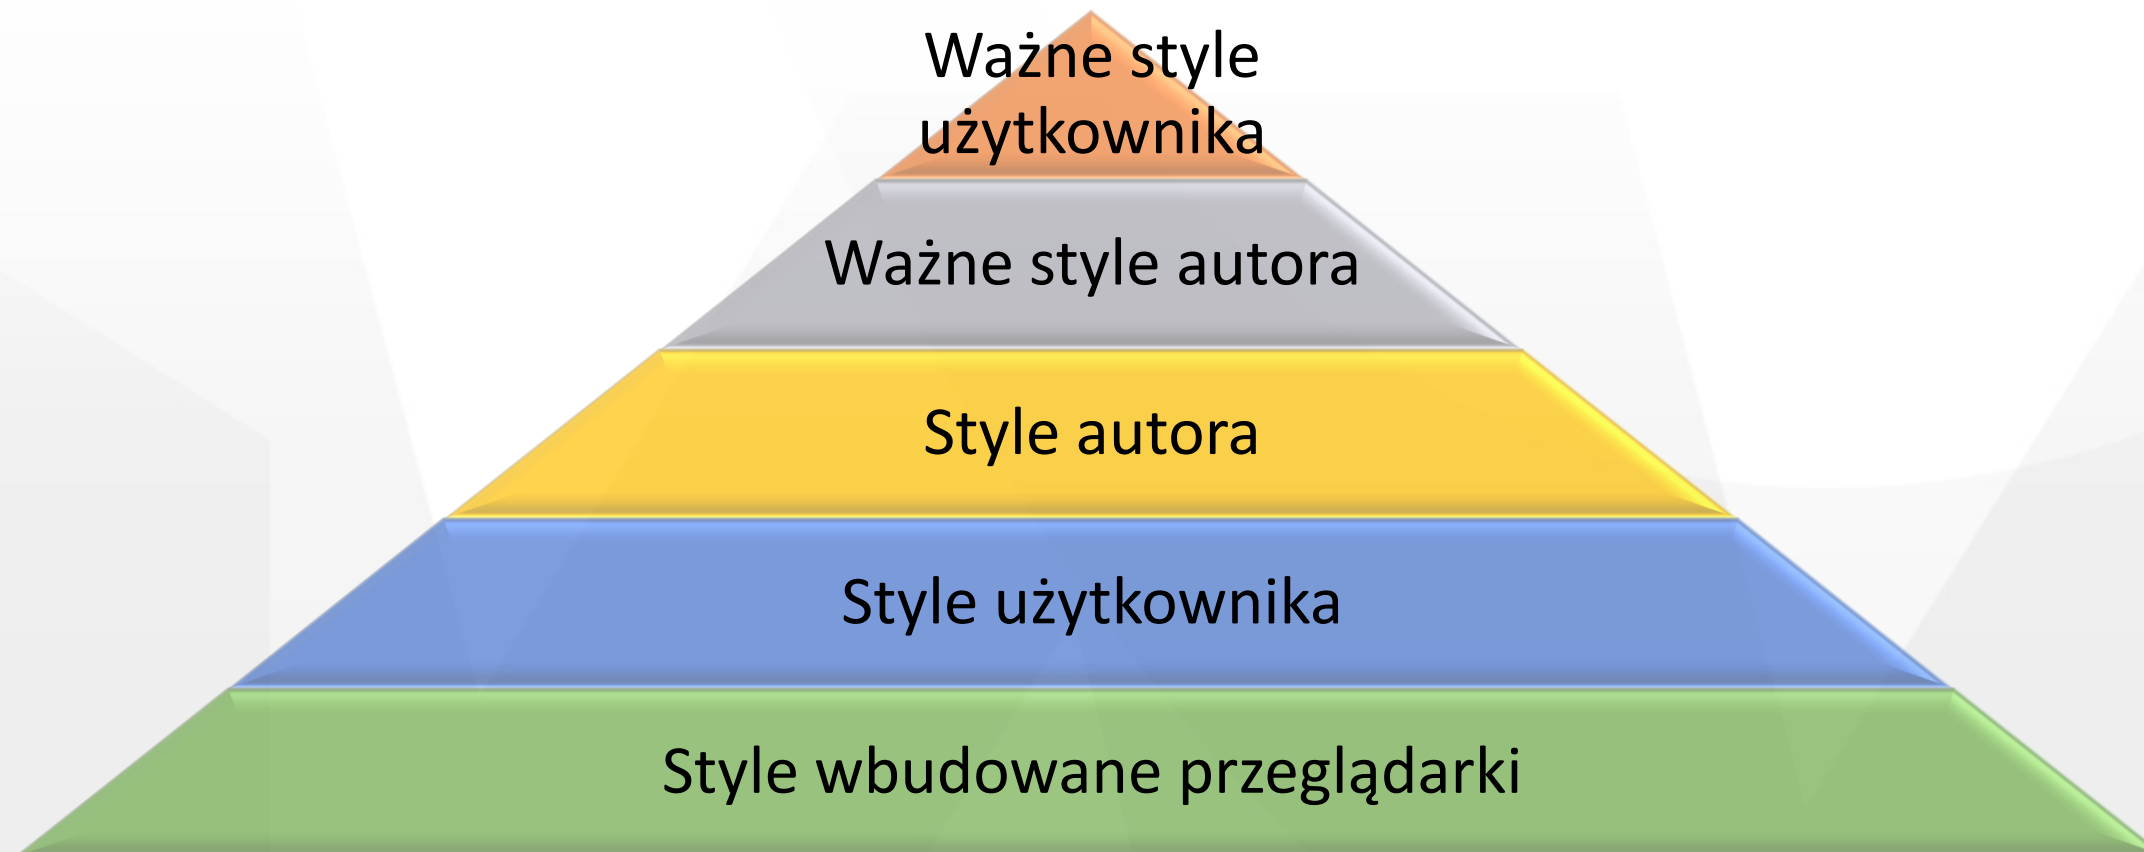 Ważne style
użytkownika
Ważne style autora
Style autora
Style użytkownika
Style wbudowane przeglądarki